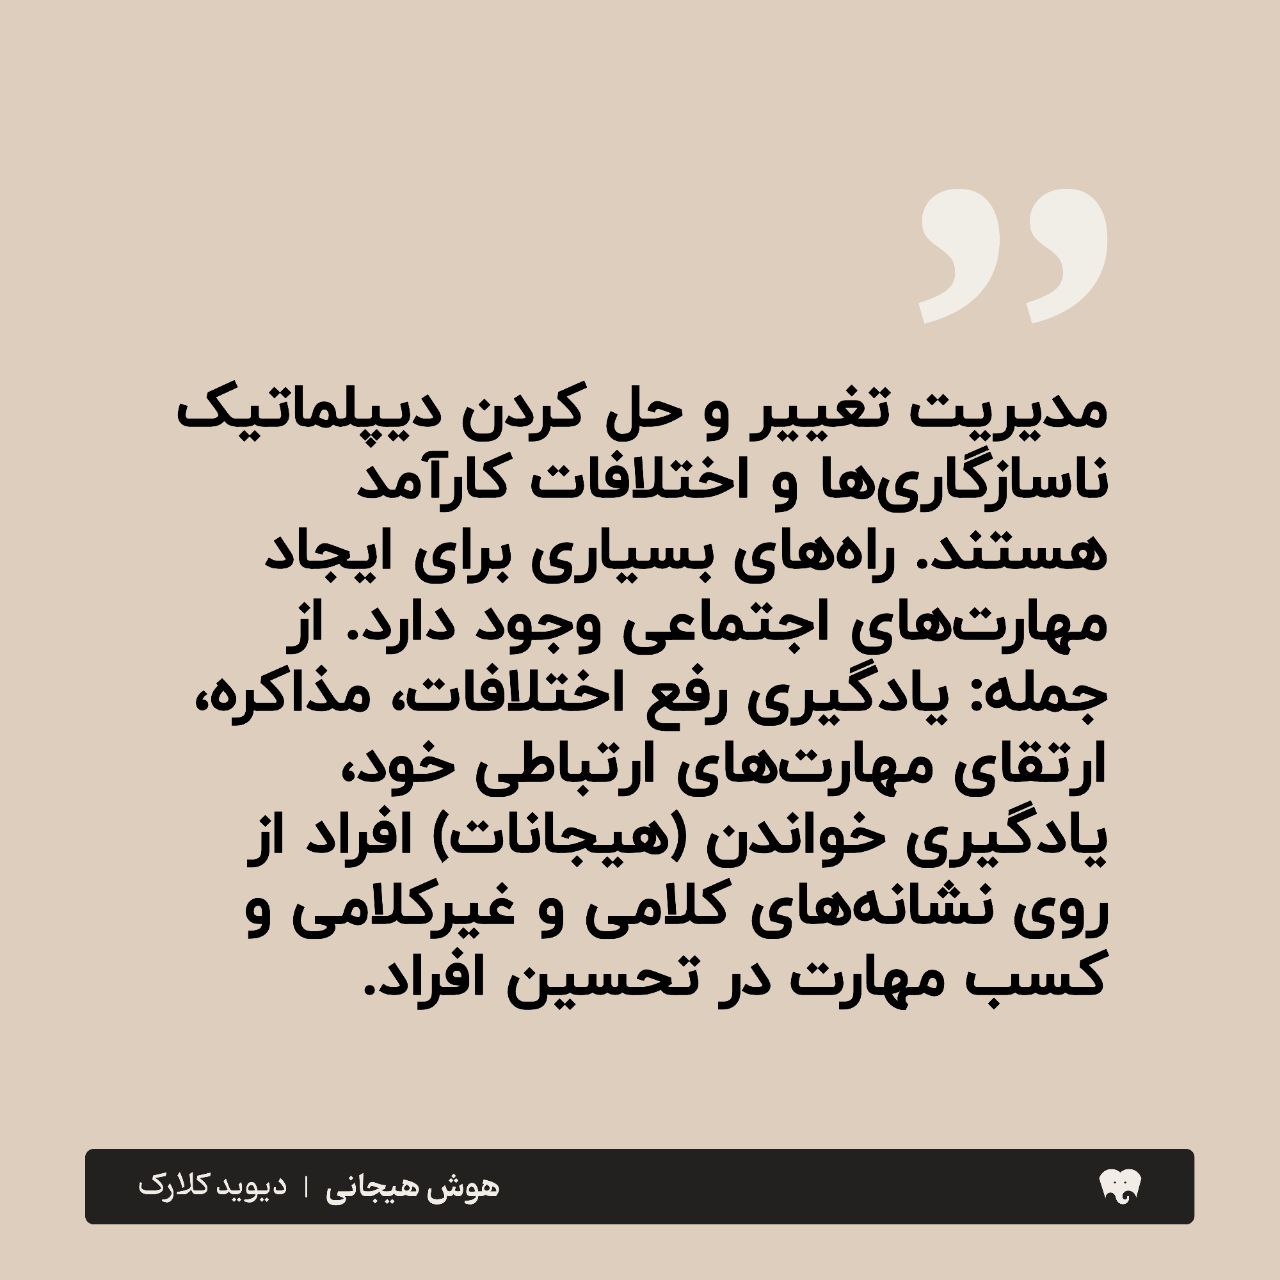 مدیریت تغییر و حل کردن دیپلماتیک
ناسازگاری‌ها و اختلافات کارآمد
هستند. راه‌های بسیاری برای ایجاد
مهارت‌های اجتماعی وجود دارد. از
جمله: یادگیری رفع اختلافات، مذاکره،
ارتقای مهارت‌های ارتباطی خود،
یادگیری خواندن (هیجانات) افراد از
روی نشانه‌های کلامی و غیرکلامی و
کسب مهارت در تحسین افراد.
هوش هیجانی | دیوید کلارک